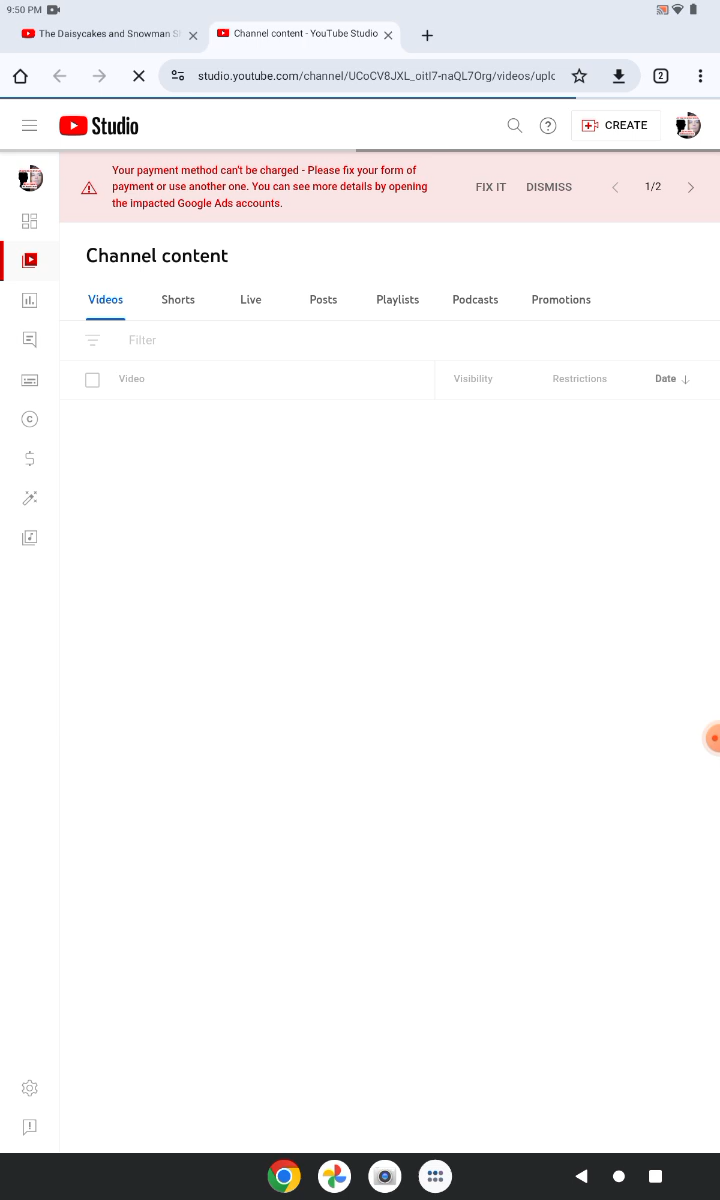 9:50 PM
The Daisycakes and Snowman S
Channel content - YouTube Studio
studio.youtube.com/channel/UCoCV8JXL_oitI7-naQL7Org/videos/uplo
2
Studio
CREATE
Your payment method can't be charged - Please fix your form of
payment or use another one. You can see more details by opening
the impacted Google Ads accounts.
FIX IT
DISMISS
1/2
Channel content
Videos
Shorts
Live
Posts
Playlists
Podcasts
Promotions
Filter
Video
Visibility
Restrictions
Date